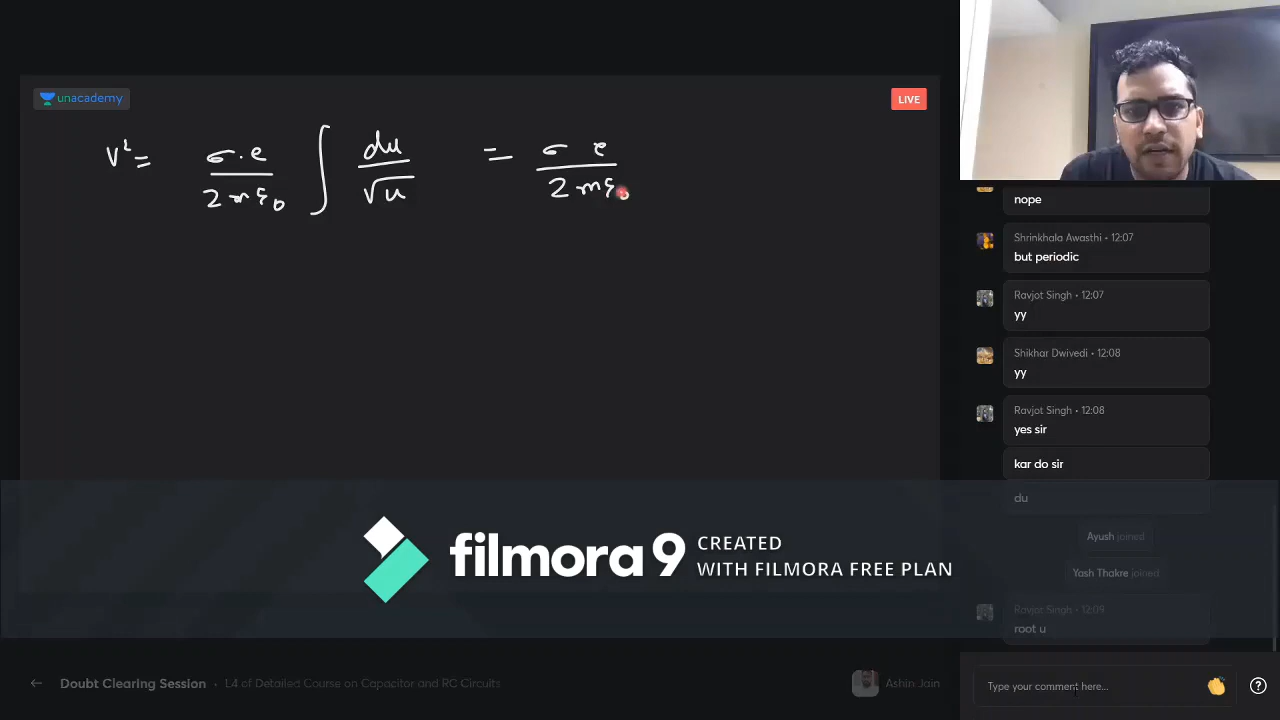 unacademy
LIVE
V² = σ.e / 2mε₀ ∫ du / √u = σ e / 2mε₀
nope
Shrinkhala Awasthi • 12:07
but periodic
Ravjot Singh • 12:07
yy
Shikhar Dwivedi • 12:08
yy
Ravjot Singh • 12:08
yes sir
kar do sir
du
Ayush joined
Yash Thakre joined
Ravjot Singh • 12:09
root u
filmora 9 CREATED
WITH FILMORA FREE PLAN
← Doubt Clearing Session • L4 of Detailed Course on Capacitor and RC Circuits
Ashin Jain
Type your comment here...